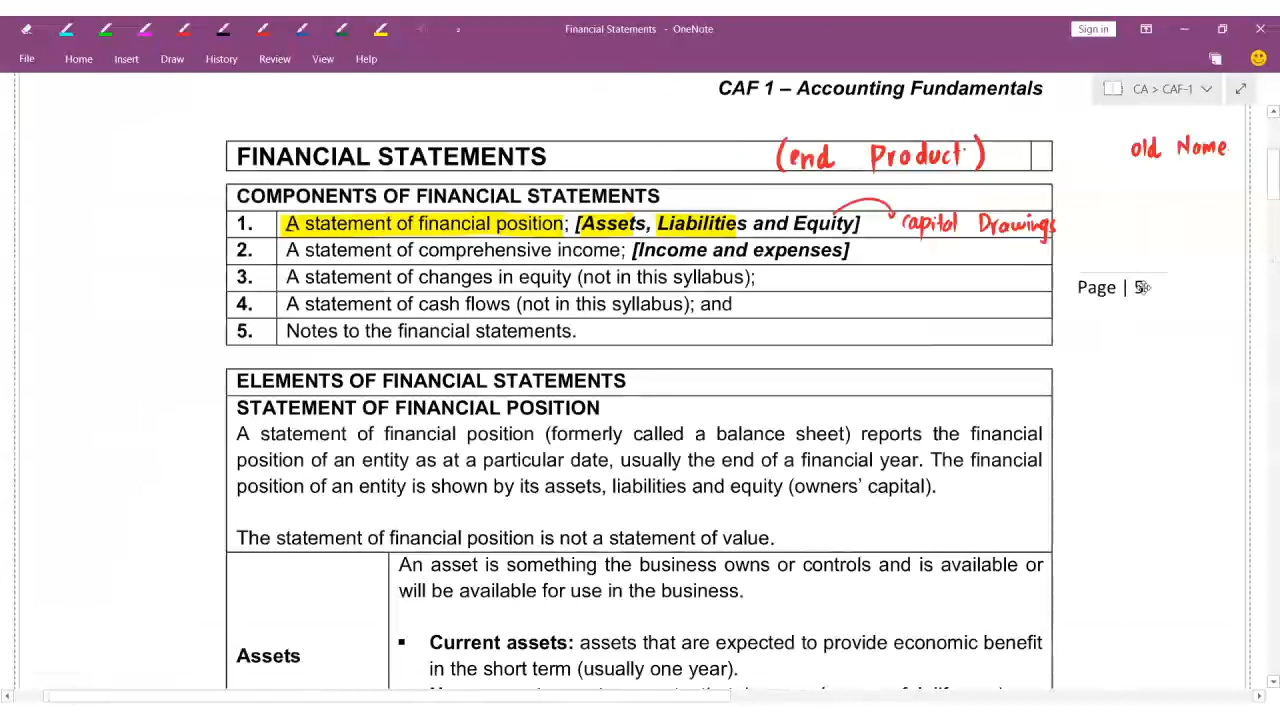 Financial Statements - OneNote
Sign in
File Home Insert Draw History Review View Help
CA > CAF-1
CAF 1 – Accounting Fundamentals
FINANCIAL STATEMENTS (end Product)
old Name
COMPONENTS OF FINANCIAL STATEMENTS
1. A statement of financial position; [Assets, Liabilities and Equity] capital Drawings
2. A statement of comprehensive income; [Income and expenses]
3. A statement of changes in equity (not in this syllabus);
Page | 5
4. A statement of cash flows (not in this syllabus); and
5. Notes to the financial statements.
ELEMENTS OF FINANCIAL STATEMENTS
STATEMENT OF FINANCIAL POSITION
A statement of financial position (formerly called a balance sheet) reports the financial
position of an entity as at a particular date, usually the end of a financial year. The financial
position of an entity is shown by its assets, liabilities and equity (owners’ capital).
The statement of financial position is not a statement of value.
An asset is something the business owns or controls and is available or
will be available for use in the business.
Assets
▪ Current assets: assets that are expected to provide economic benefit
in the short term (usually one year).